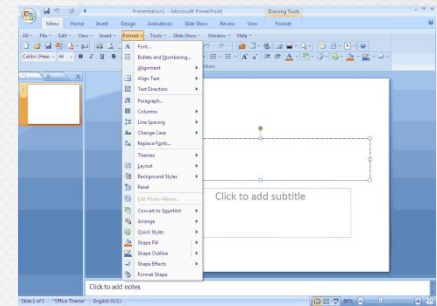 Presentation1 - Microsoft PowerPoint
Drawing Tools
Menu Home Insert Design Animations Slide Show Review View Format
All File Edit View Insert Format Tools Slide Show Window Help
Calibri (Head 44 B
Font...
Bullets and Numbering...
Alignment
Align Text
Text Direction
Paragraph...
Columns
Line Spacing
Change Case
Replace Fonts...
Themes
Layout
Background Styles
Reset
Edit Photo Album...
Convert to SmartArt
Arrange
Quick Styles
Shape Fill
Shape Outline
Shape Effects
Format Shape
Click to add subtitle
Click to add notes
Slide 1 of 1 "Office Theme" English (U.S.)